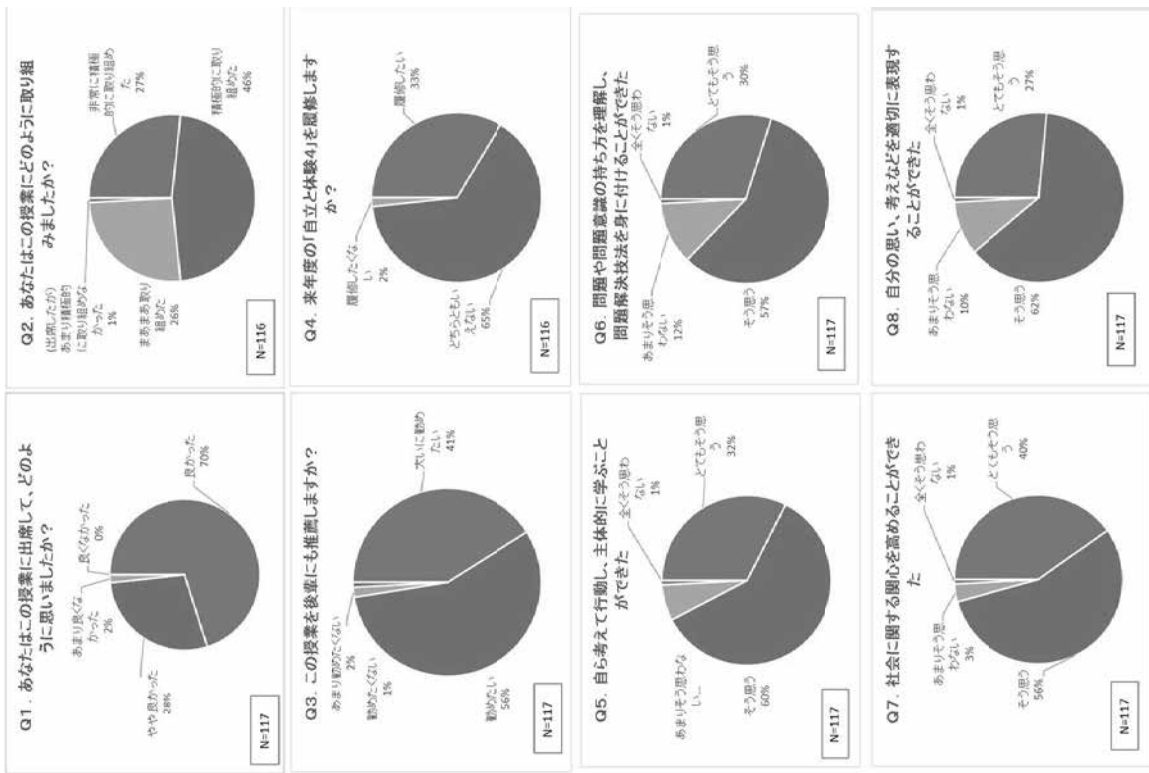 Q1. あなたはこの授業に出席して、どのよ
うに思いましたか？
良くなかった
0%
あまり良くな
かった
2%
やや良かった
28%
良かった
70%
N=117
Q2. あなたはこの授業にどのように取り組
みましたか？
(出席したが)
あまり積極的
に取り組めな
かった
1%
非常に積極
的に取り組め
た
27%
まあまあ取り
組めた
26%
積極的に取り
組めた
46%
N=116
Q3. この授業を後輩にも推薦しますか？
あまり勧めたくない
2%
勧めたくない
1%
大いに勧め
たい
41%
勧めたい
56%
N=117
Q4. 来年度の「自立と体験4」を履修します
か？
履修したくな
い
2%
履修したい
33%
どちらともい
えない
65%
N=116
Q5. 自ら考えて行動し、主体的に学ぶこと
ができた
全くそう思わ
ない
1%
とてもそう思
う
32%
あまりそう思わな
い...
そう思う
60%
N=117
Q6. 問題や問題意識の持ち方を理解し、
問題解決技法を身に付けることができた
全くそう思わ
ない
1%
とてもそう思
う
30%
あまりそう思
わない
12%
そう思う
57%
N=117
Q7. 社会に関する関心を高めることができ
た
全くそう思わ
ない
1%
あまりそう思
わない
3%
とくもそう思
う
40%
そう思う
56%
N=117
Q8. 自分の思い、考えなどを適切に表現す
ることができた
全くそう思わ
ない
1%
あまりそう思
わない
10%
とてもそう思
う
27%
そう思う
62%
N=117